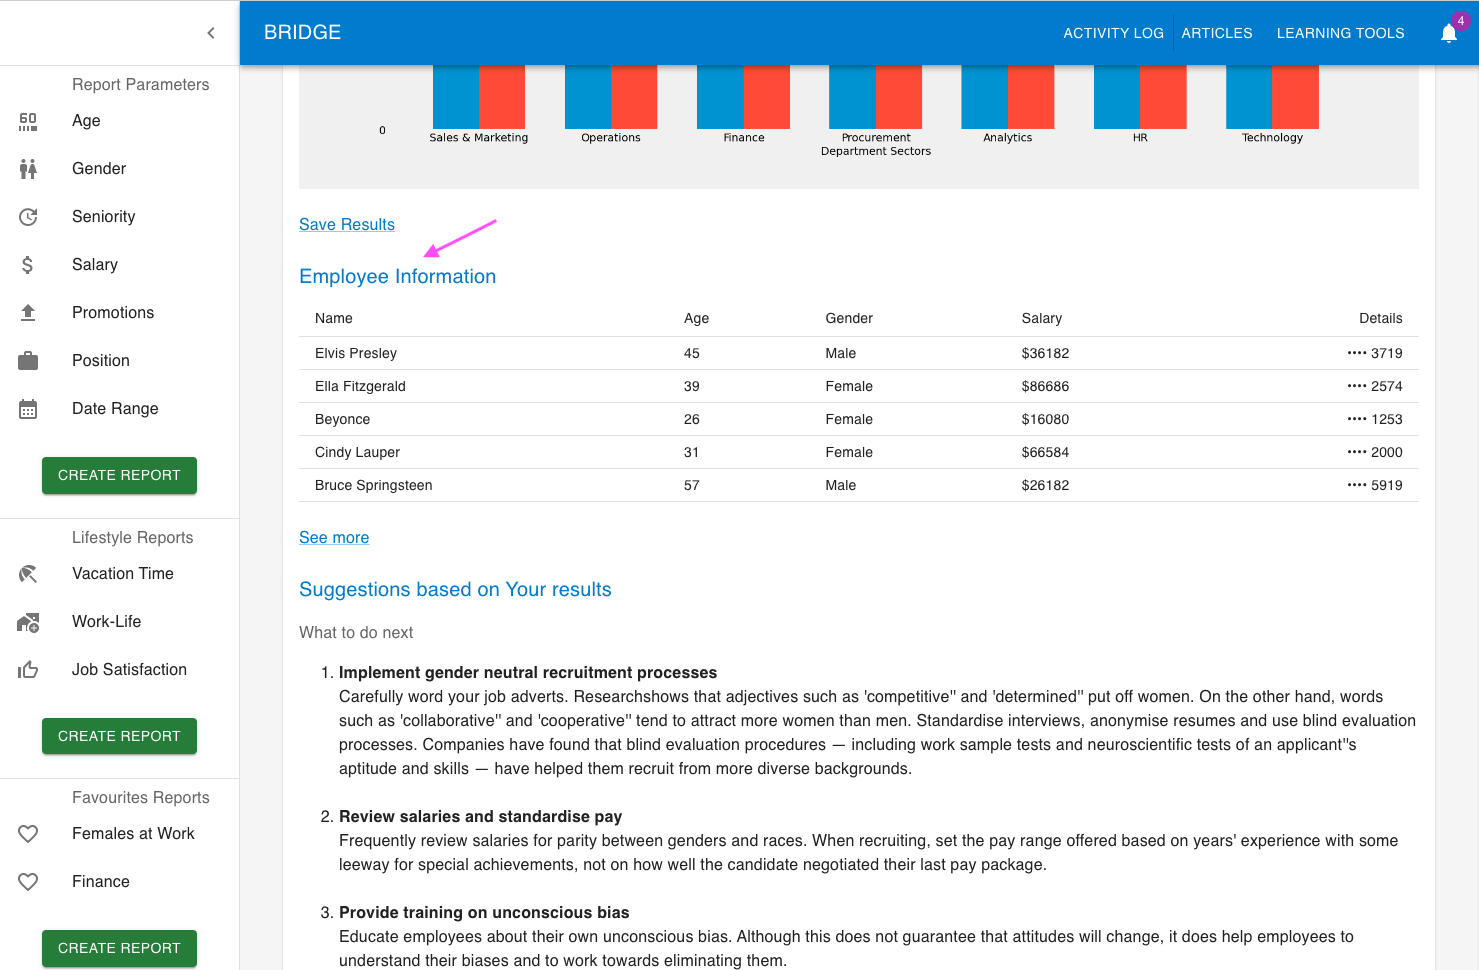 BRIDGE
ACTIVITY LOG
ARTICLES
LEARNING TOOLS
4
Report Parameters
60
Age
Gender
Seniority
Salary
Promotions
Position
Date Range
CREATE REPORT
Lifestyle Reports
Vacation Time
Work-Life
Job Satisfaction
CREATE REPORT
Favourites Reports
Females at Work
Finance
CREATE REPORT
0
Sales & Marketing Operations Finance Procurement Analytics HR Technology
Department Sectors
Save Results
Employee Information
Name Age Gender Salary Details
Elvis Presley 45 Male $36182 •••• 3719
Ella Fitzgerald 39 Female $86686 •••• 2574
Beyonce 26 Female $16080 •••• 1253
Cindy Lauper 31 Female $66584 •••• 2000
Bruce Springsteen 57 Male $26182 •••• 5919
See more
Suggestions based on Your results
What to do next
1. Implement gender neutral recruitment processes
Carefully word your job adverts. Researchshows that adjectives such as 'competitive'' and 'determined'' put off women. On the other hand, words
such as 'collaborative'' and 'cooperative'' tend to attract more women than men. Standardise interviews, anonymise resumes and use blind evaluation
processes. Companies have found that blind evaluation procedures — including work sample tests and neuroscientific tests of an applicant''s
aptitude and skills — have helped them recruit from more diverse backgrounds.
2. Review salaries and standardise pay
Frequently review salaries for parity between genders and races. When recruiting, set the pay range offered based on years' experience with some
leeway for special achievements, not on how well the candidate negotiated their last pay package.
3. Provide training on unconscious bias
Educate employees about their own unconscious bias. Although this does not guarantee that attitudes will change, it does help employees to
understand their biases and to work towards eliminating them.